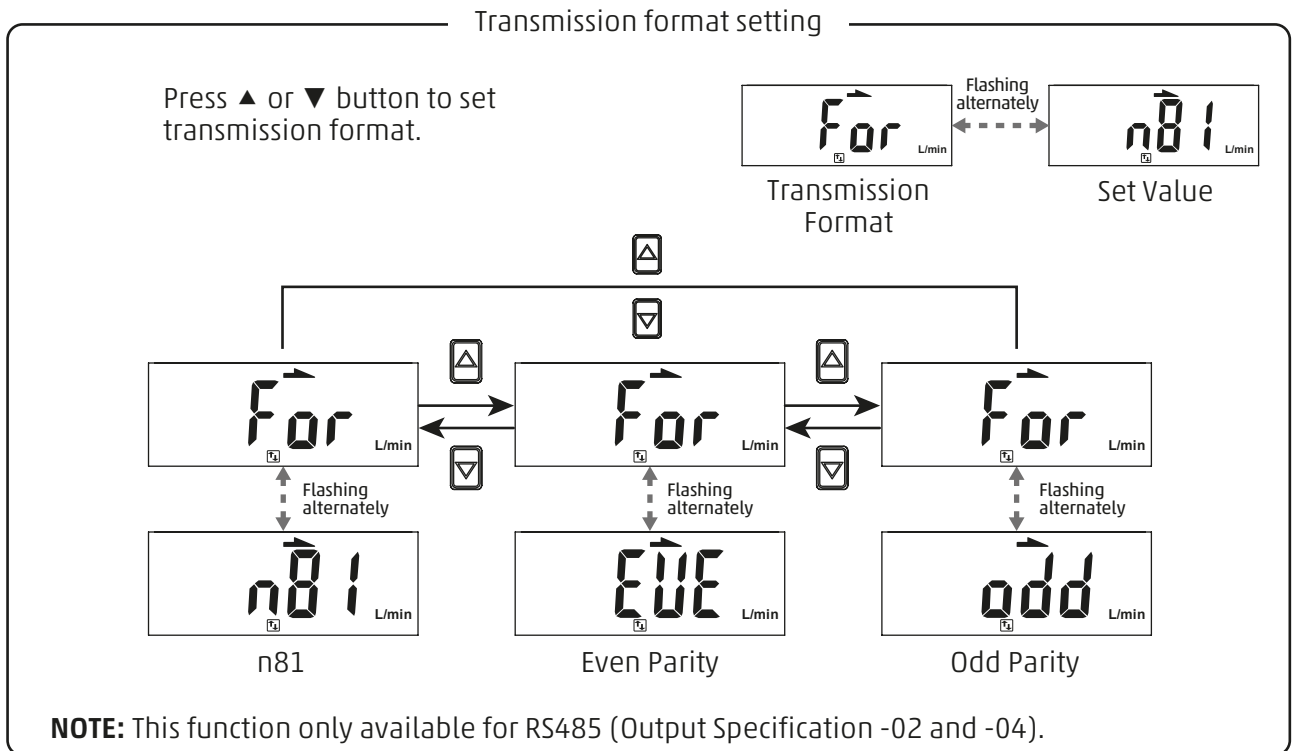 Transmission format setting
Press ▲ or ▼ button to set
transmission format.
For
L/min
Flashing
alternately
n81
L/min
Transmission
Format
Set Value
For
L/min
For
L/min
For
L/min
Flashing
alternately
Flashing
alternately
Flashing
alternately
n81
L/min
EVE
L/min
odd
L/min
n81
Even Parity
Odd Parity
NOTE: This function only available for RS485 (Output Specification -02 and -04).